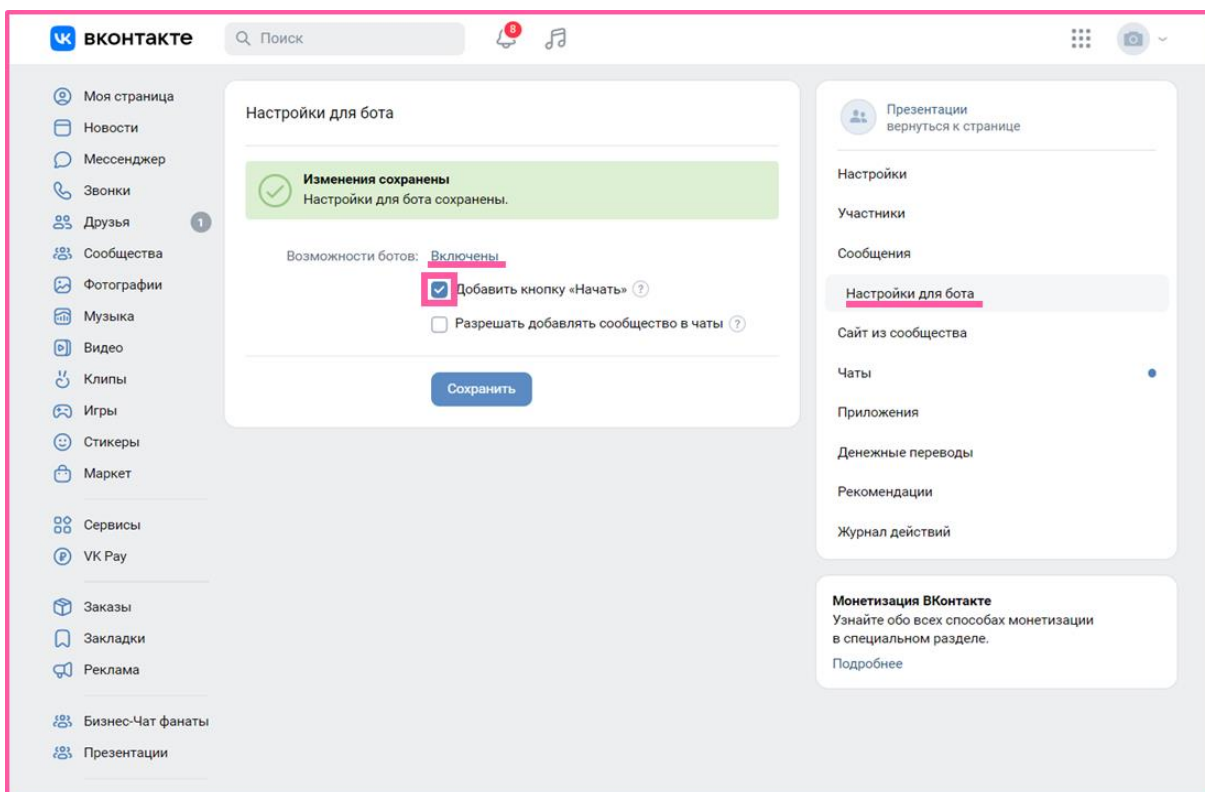 вконтакте
Поиск
8
Моя страница
Новости
Мессенджер
Звонки
Друья
1
Сообщества
Фотографии
Музыка
Видео
Клипы
Игры
Стикеры
Маркет
Сервисы
VK Pay
Заказы
Закладки
Реклама
Бизнес-Чат фанаты
Презентации
Настройки для бота
Изменения сохранены
Настройки для бота сохранены.
Возможности ботов: Включены
Добавить кнопку «Начать» ?
Разрешать добавлять сообщество в чаты ?
Сохранить
Презентации
вернуться к странице
Настройки
Участники
Сообщения
Настройки для бота
Сайт из сообщества
Чаты
Приложения
Денежные переводы
Рекомендации
Журнал действий
Монетизация ВКонтакте
Узнайте обо всех способах монетизации
в специальном разделе.
Подробнее